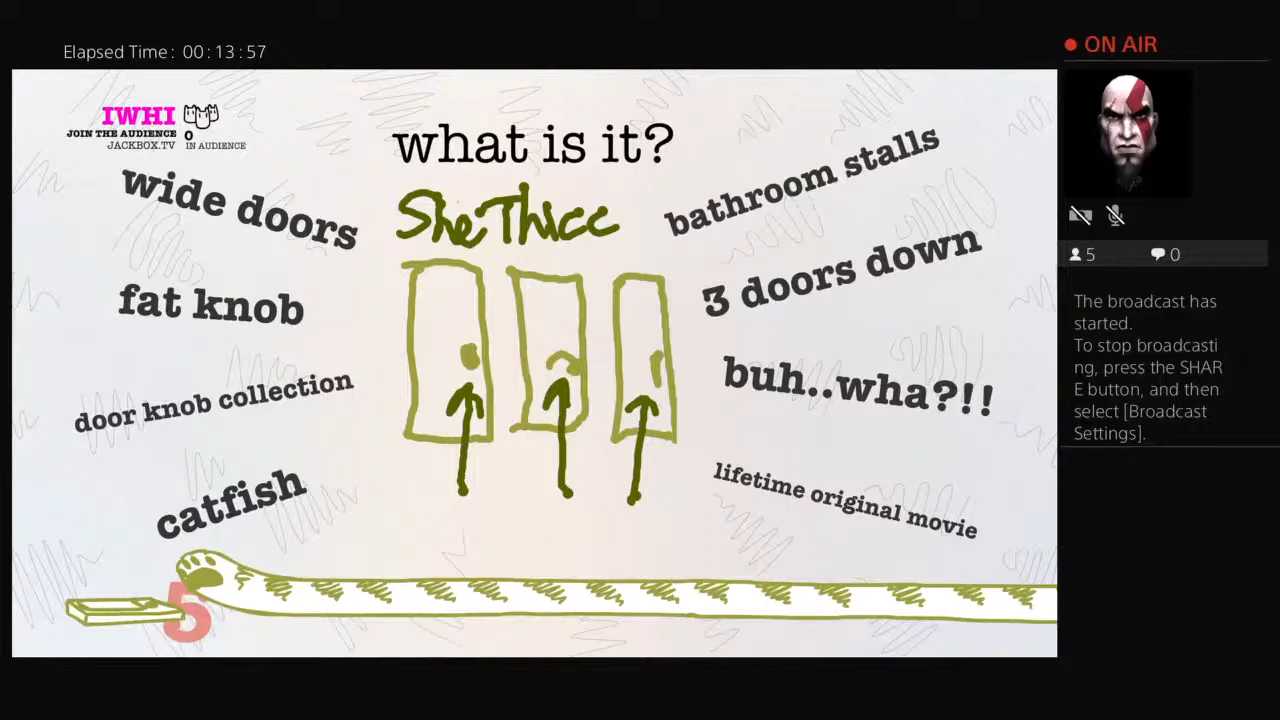 Elapsed Time: 00:13:57
ON AIR
IWHI
JOIN THE AUDIENCE
JACKBOX.TV
0
IN AUDIENCE
what is it?
She Thicc
wide doors
fat knob
door knob collection
catfish
bathroom stalls
3 doors down
buh..wha?!!
lifetime original movie
5
5
0
The broadcast has
started.
To stop broadcasti
ng, press the SHAR
E button, and then
select [Broadcast
Settings].